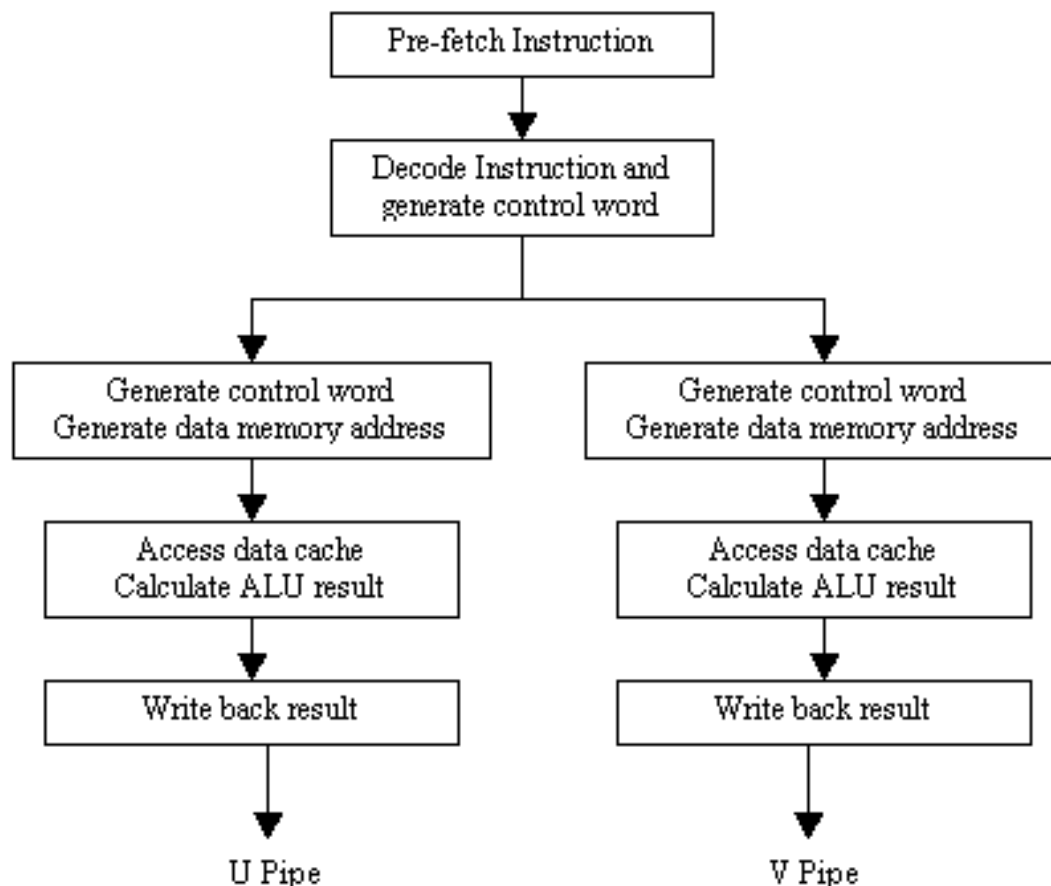 Pre-fetch Instruction
Decode Instruction and
generate control word
Generate control word
Generate data memory address
Generate control word
Generate data memory address
Access data cache
Calculate ALU result
Access data cache
Calculate ALU result
Write back result
Write back result
U Pipe
V Pipe